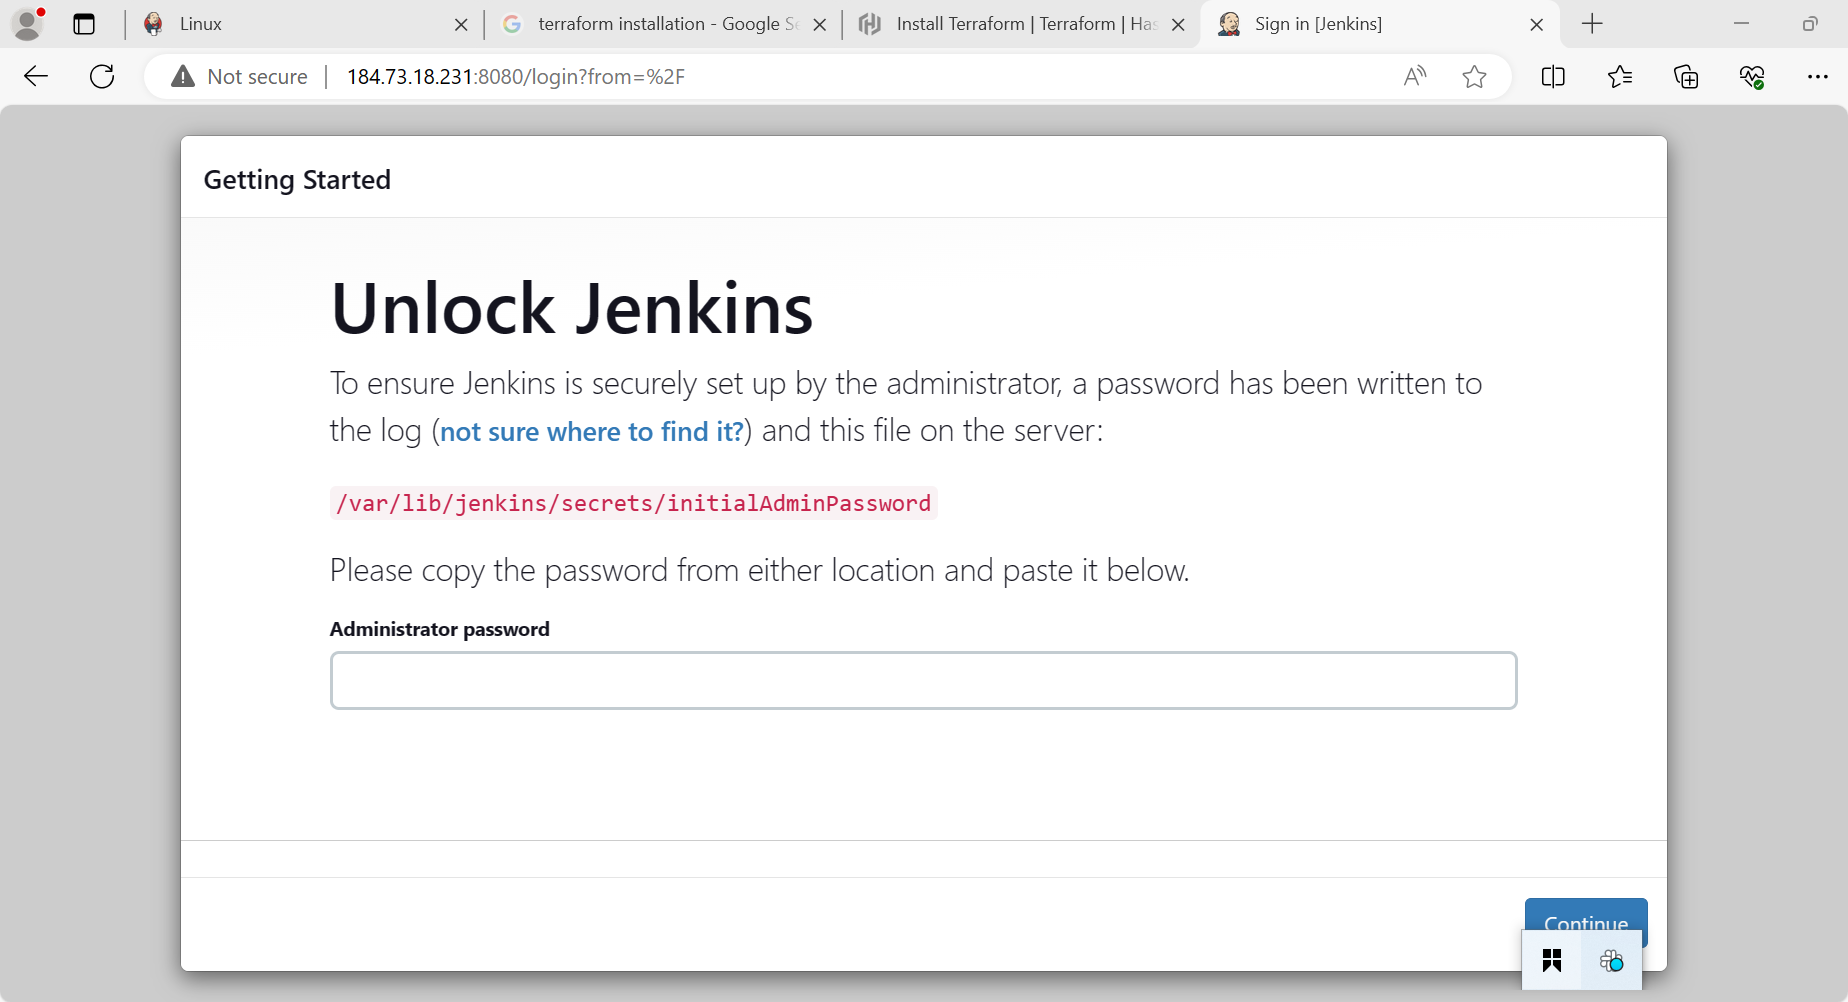 Linux
terraform installation - Google Se
Install Terraform | Terraform | Has
Sign in [Jenkins]
Not secure
184.73.18.231:8080/login?from=%2F
Getting Started
Unlock Jenkins
To ensure Jenkins is securely set up by the administrator, a password has been written to
the log (not sure where to find it?) and this file on the server:
/var/lib/jenkins/secrets/initialAdminPassword
Please copy the password from either location and paste it below.
Administrator password
Continue